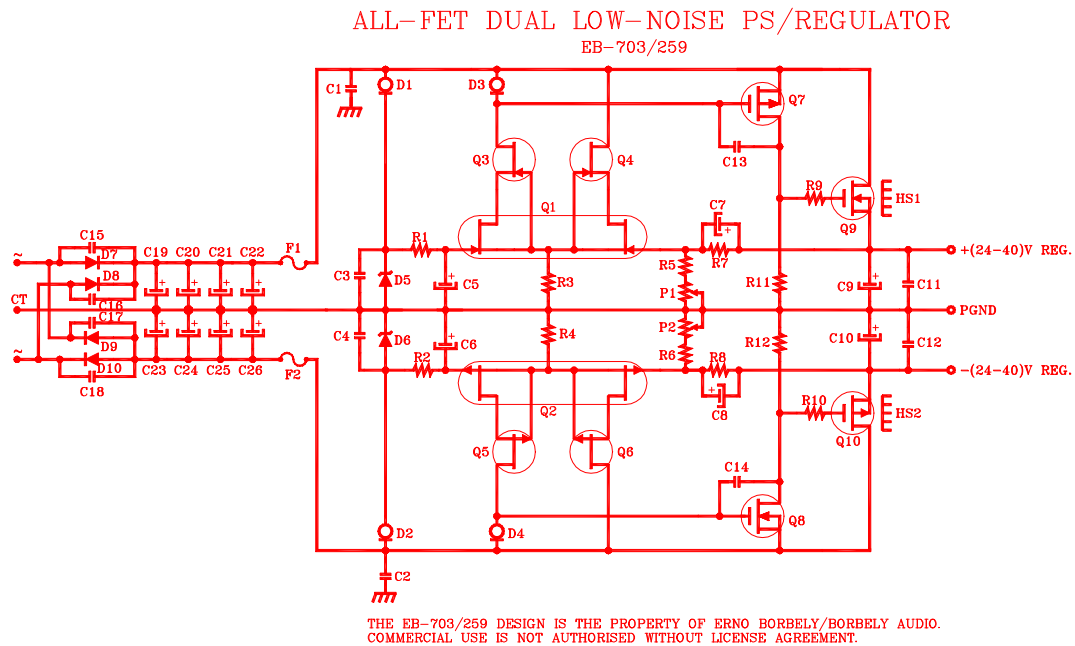 ALL-FET DUAL LOW-NOISE PS/REGULATOR
EB-703/259
C1
D1
D3
Q7
C13
Q3
Q4
R9
HS1
Q9
Q1
C7
C15
D7
D8
C16
C19 C20 C21 C22
F1
R1
R5
R7
+(24-40)V REG.
~
C3
D5
C5
R3
P1
R11
C9
C11
CT
PGND
C17
D9
D10
C18
C4
D6
C6
R4
P2
R12
C10
C12
~
C23 C24 C25 C26
F2
R2
R6
R8
-(24-40)V REG.
Q2
C8
R10
HS2
Q10
Q5
Q6
C14
Q8
D2
D4
C2
THE EB-703/259 DESIGN IS THE PROPERTY OF ERNO BORBELY/BORBELY AUDIO.
COMMERCIAL USE IS NOT AUTHORISED WITHOUT LICENSE AGREEMENT.